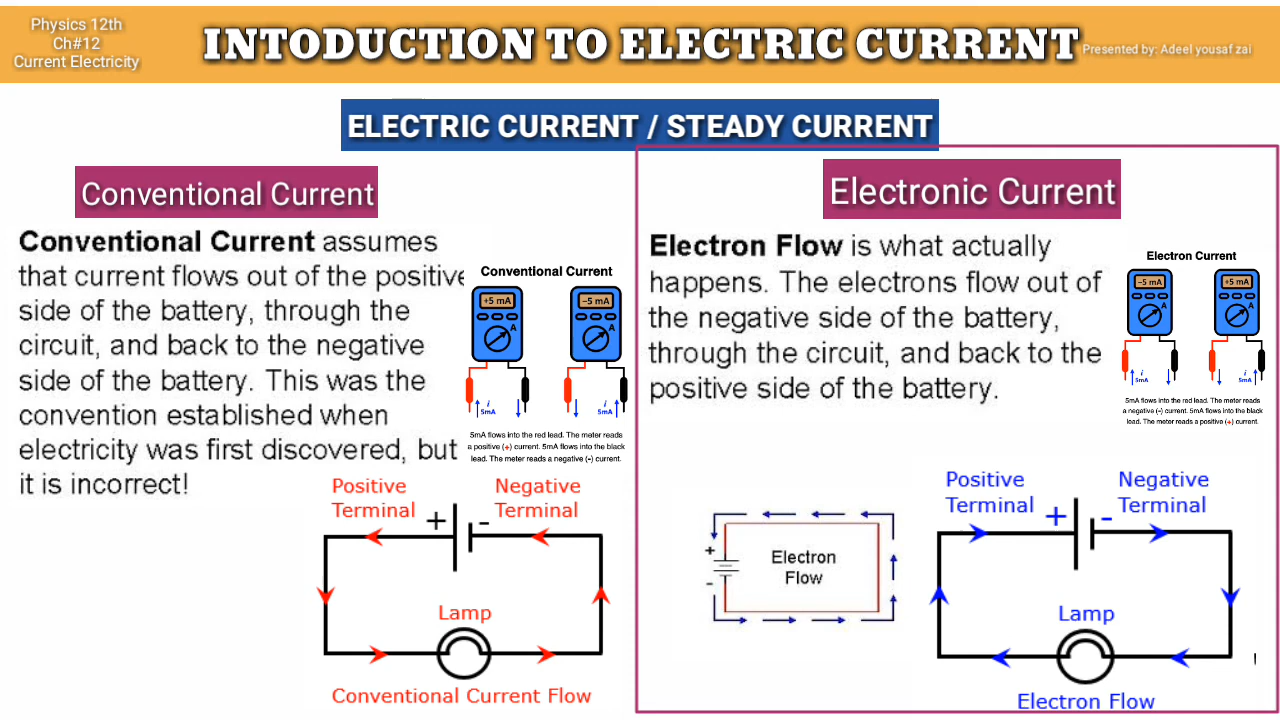 Physics 12th
Ch#12
Current Electricity
INTODUCTION TO ELECTRIC CURRENT
Presented by: Adeel yousaf zai
ELECTRIC CURRENT / STEADY CURRENT
Conventional Current
Conventional Current assumes
that current flows out of the positive
side of the battery, through the
circuit, and back to the negative
side of the battery. This was the
convention established when
electricity was first discovered, but
it is incorrect!
Conventional Current
+5 mA
−5 mA
A
A
i
5mA
i
5mA
5mA flows into the red lead. The meter reads
a positive (+) current. 5mA flows into the black
lead. The meter reads a negative (-) current.
Positive
Terminal
Negative
Terminal
+
-
Lamp
Conventional Current Flow
Electronic Current
Electron Flow is what actually
happens. The electrons flow out of
the negative side of the battery,
through the circuit, and back to the
positive side of the battery.
Electron Current
−5 mA
+5 mA
A
A
i
5mA
i
5mA
5mA flows into the red lead. The meter reads
a negative (-) current. 5mA flows into the black
lead. The meter reads a positive (+) current.
+
-
Electron
Flow
Positive
Terminal
Negative
Terminal
+
-
Lamp
Electron Flow